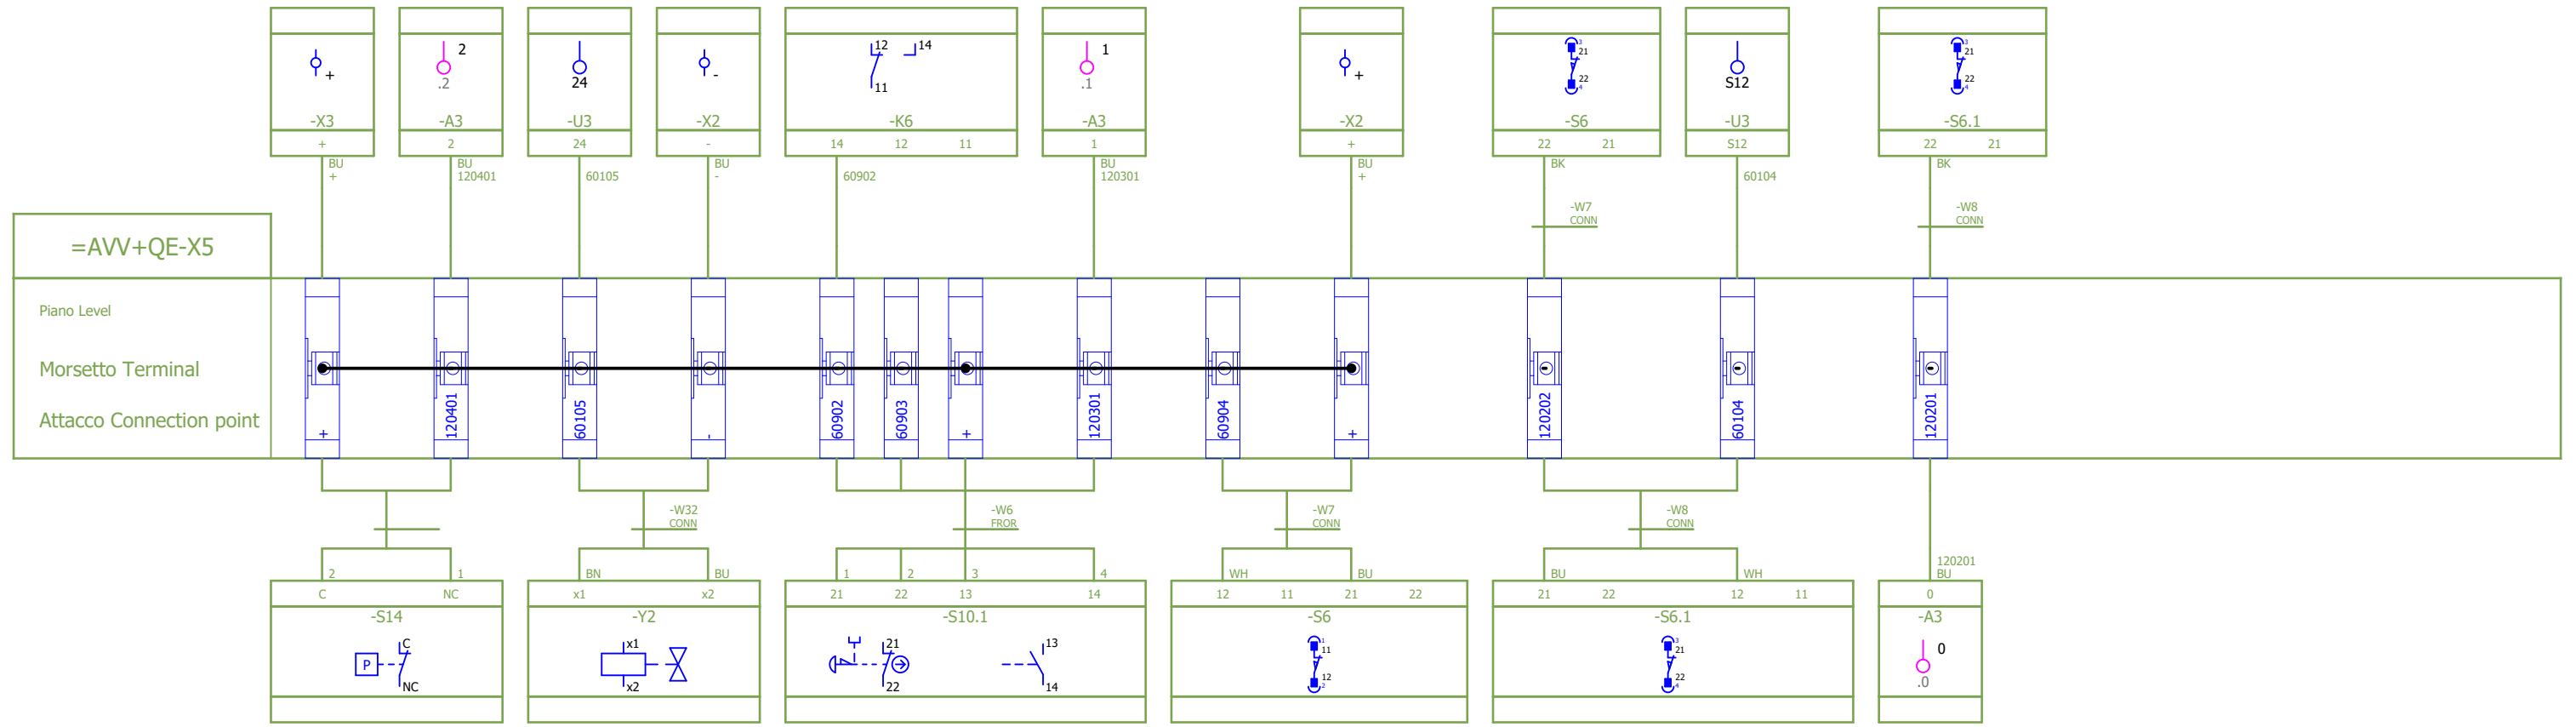 12 14
2 1 21 21
+ 24 - 11 + 22 S12 22
.2 .1
-X3 -A3 -U3 -X2 -K6 -A3 -X2 -S6 -U3 -S6.1
+ 2 24 - 14 12 11 1 + 22 21 S12 22 21
BU BU BU BU BU BK BK
+ 120401 60105 - 60902 120301 + 60104
-W7 -W8
CONN CONN
=AVV+QE-X5
Piano Level
Morsetto Terminal
Attacco Connection point
+ 120401 60105 - 60902 60903 + 120301 60904 + 120202 60104 120201
-W32 -W6 -W7 -W8
CONN FROR CONN CONN
120201
2 1 BN BU 1 2 3 4 WH BU BU WH BU
C NC x1 x2 21 22 13 14 12 11 21 22 21 22 12 11 0
-S14 -Y2 -S10.1 -S6 -S6.1 -A3
C x1 21 13 11 21 0
P
NC x2 22 14 12 22 .0